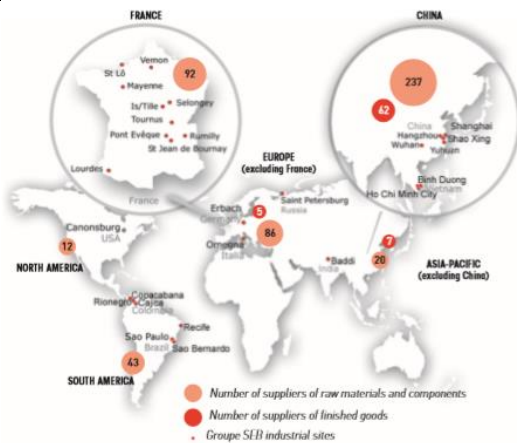 FRANCE
CHINA
Vernon
St Lô
92
Mayenne
Is/Tille
Selongey
Tournus
Pont Evêque
Rumilly
St Jean de Bournay
Lourdes
France
237
62
China
Shanghai
Hangzhou
Shao Xing
Wuhan
Yuhuan
Binh Duong
Ho Chi Minh City
Vietnam
EUROPE
(excluding France)
Erbach
Germany
5
Saint Petersburg
Russia
86
Omegna
Italia
Canonsburg
USA
12
NORTH AMERICA
Baddi
India
7
20
ASIA-PACIFIC
(excluding China)
Copacabana
Rionegro
Cajica
Colombia
Recife
Sao Paulo
Brazil
Sao Bernardo
43
SOUTH AMERICA
Number of suppliers of raw materials and components
Number of suppliers of finished goods
Groupe SEB industrial sites